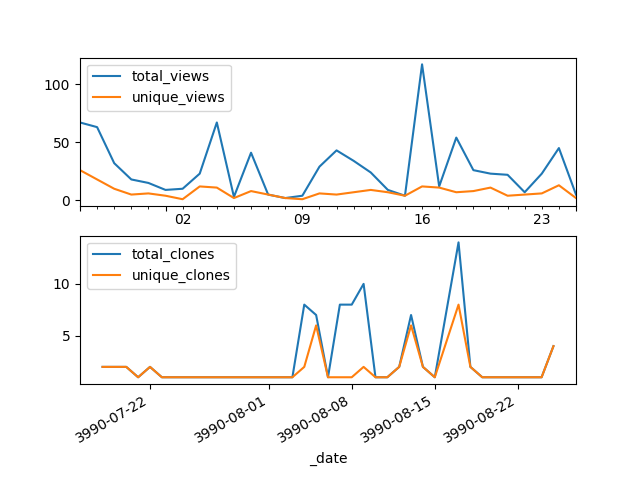 total_views
unique_views
100
50
0
02 09 16 23
total_clones
unique_clones
10
5
3990-07-22 3990-08-01 3990-08-08 3990-08-15 3990-08-22
_date